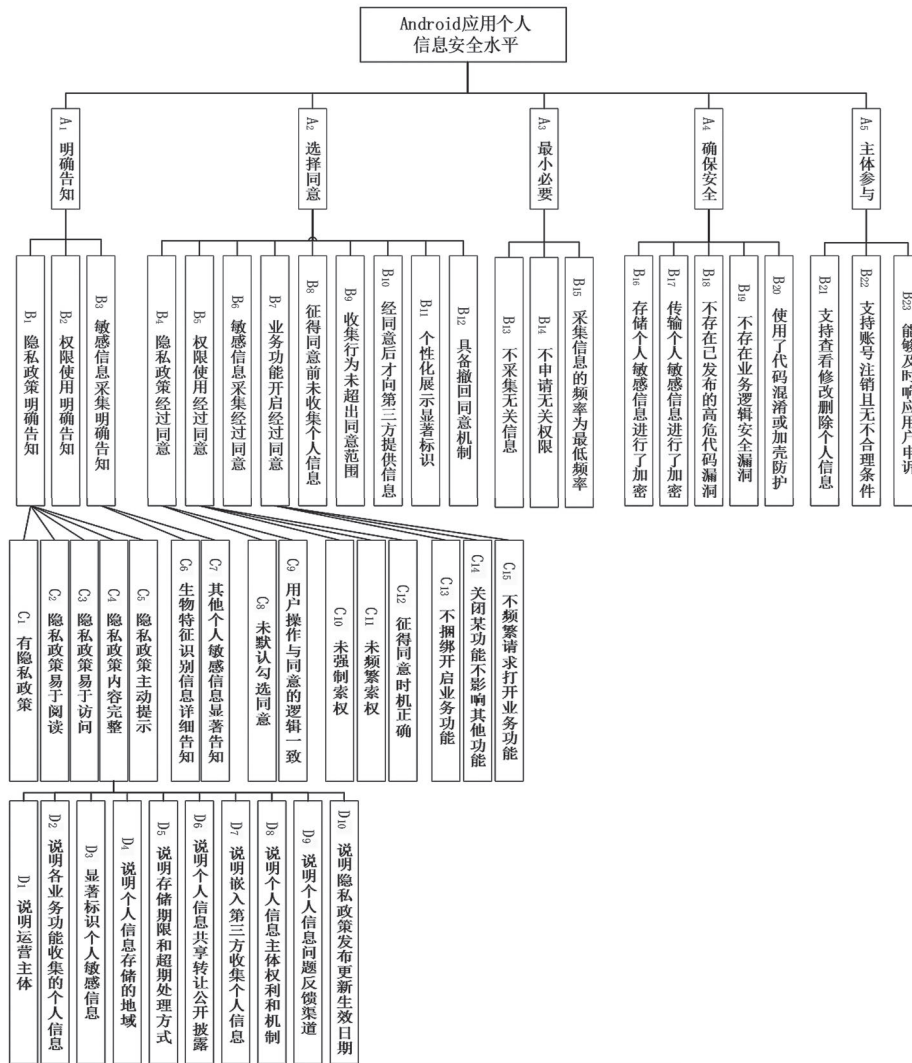 Android应用个人
信息安全水平
A₁ 明确告知
A₂ 选择同意
A₃ 最小必要
A₄ 确保安全
A₅ 主体参与
B₁ 隐私政策明确告知
B₂ 权限使用明确告知
B₃ 敏感信息采集明确告知
B₄ 隐私政策经过同意
B₅ 权限使用经过同意
B₆ 敏感信息采集经过同意
B₇ 业务功能开启经过同意
B₈ 征得同意前未收集个人信息
B₉ 收集行为未超出同意范围
B₁₀ 经同意后才向第三方提供信息
B₁₁ 个性化展示显著标识
B₁₂ 具备撤回同意机制
B₁₃ 不采集无关信息
B₁₄ 不申请无关权限
B₁₅ 采集信息的频率为最低频率
B₁₆ 存储个人敏感信息进行了加密
B₁₇ 传输个人敏感信息进行了加密
B₁₈ 不存在已发布的高危代码漏洞
B₁₉ 不存在业务逻辑安全漏洞
B₂₀ 使用了代码混淆或加壳防护
B₂₁ 支持查看修改删除个人信息
B₂₂ 支持账号注销且无不合理条件
B₂₃ 能够及时响应用户申诉
C₁ 有隐私政策
C₂ 隐私政策易于阅读
C₃ 隐私政策易于访问
C₄ 隐私政策内容完整
C₅ 隐私政策主动提示
C₆ 生物特征识别信息详细告知
C₇ 其他个人敏感信息显著告知
C₈ 未默认勾选同意
C₉ 用户操作与同意的逻辑一致
C₁₀ 未强制索权
C₁₁ 未频繁索权
C₁₂ 征得同意时机正确
C₁₃ 不捆绑开启业务功能
C₁₄ 关闭某功能不影响其他功能
C₁₅ 不频繁请求打开业务功能
D₁ 说明运营主体
D₂ 说明各业务功能收集的个人信息
D₃ 显著标识个人敏感信息
D₄ 说明个人信息存储的地域
D₅ 说明存储期限和超期处理方式
D₆ 说明个人信息共享转让公开披露
D₇ 说明嵌入第三方收集个人信息
D₈ 说明个人信息主体权利和机制
D₉ 说明个人信息问题反馈渠道
D₁₀ 说明隐私政策发布更新生效日期